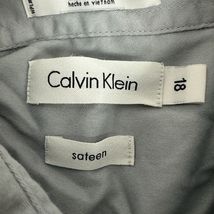 hecho en VIETNAM
Calvin Klein
18
sateen